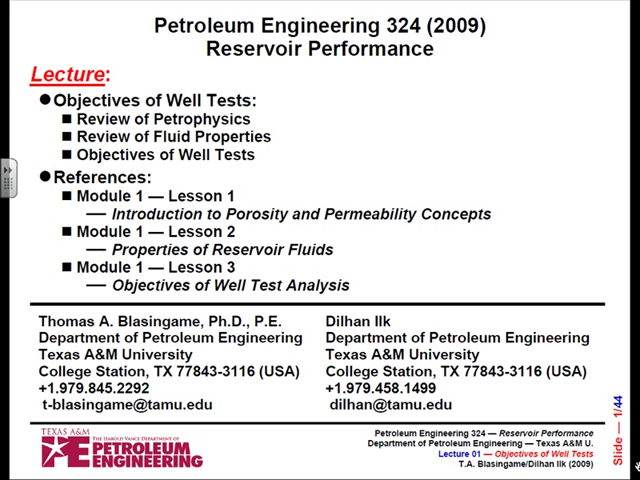 Petroleum Engineering 324 (2009)
Reservoir Performance
Lecture:
●Objectives of Well Tests:
■ Review of Petrophysics
■ Review of Fluid Properties
■ Objectives of Well Tests
●References:
■ Module 1 — Lesson 1
— Introduction to Porosity and Permeability Concepts
■ Module 1 — Lesson 2
— Properties of Reservoir Fluids
■ Module 1 — Lesson 3
— Objectives of Well Test Analysis
Thomas A. Blasingame, Ph.D., P.E.
Department of Petroleum Engineering
Texas A&M University
College Station, TX 77843-3116 (USA)
+1.979.845.2292
t-blasingame@tamu.edu
Dilhan Ilk
Department of Petroleum Engineering
Texas A&M University
College Station, TX 77843-3116 (USA)
+1.979.458.1499
dilhan@tamu.edu
TEXAS A&M
THE HAROLD VANCE DEPARTMENT OF
PETROLEUM
ENGINEERING
Petroleum Engineering 324 — Reservoir Performance
Department of Petroleum Engineering — Texas A&M U.
Lecture 01 — Objectives of Well Tests
T.A. Blasingame/Dilhan Ilk (2009)
Slide — 1/44